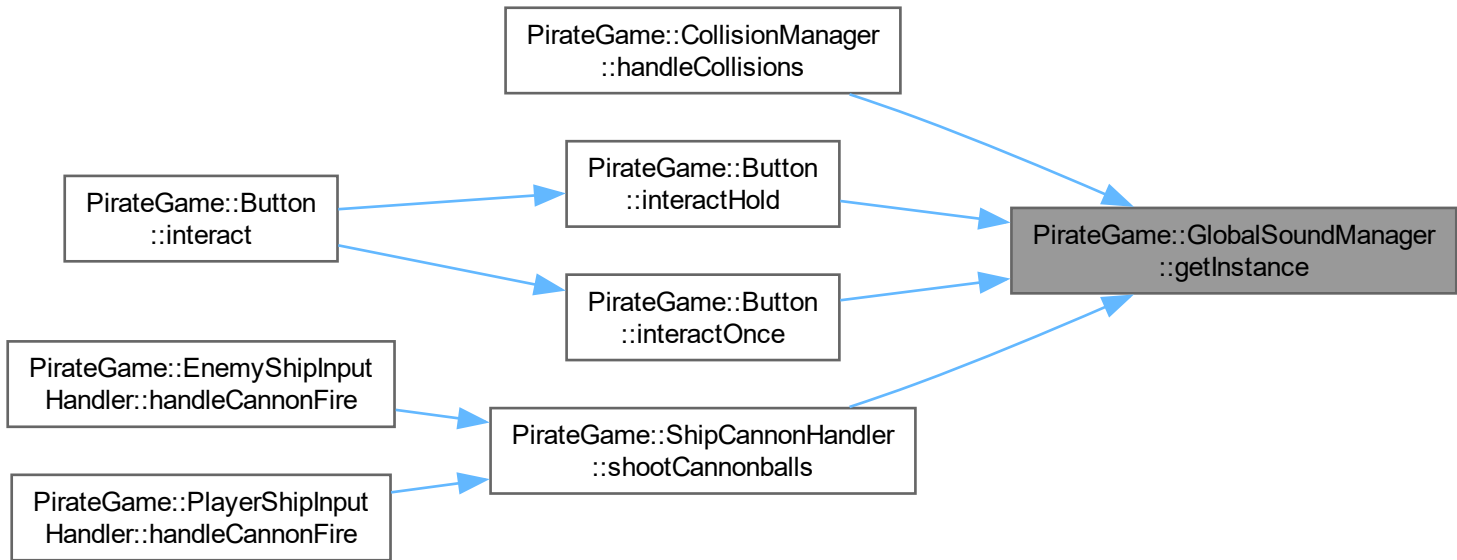 PirateGame::CollisionManager
::handleCollisions
PirateGame::Button
::interactHold
PirateGame::Button
::interact
PirateGame::GlobalSoundManager
::getInstance
PirateGame::Button
::interactOnce
PirateGame::EnemyShipInput
Handler::handleCannonFire
PirateGame::ShipCannonHandler
::shootCannonballs
PirateGame::PlayerShipInput
Handler::handleCannonFire